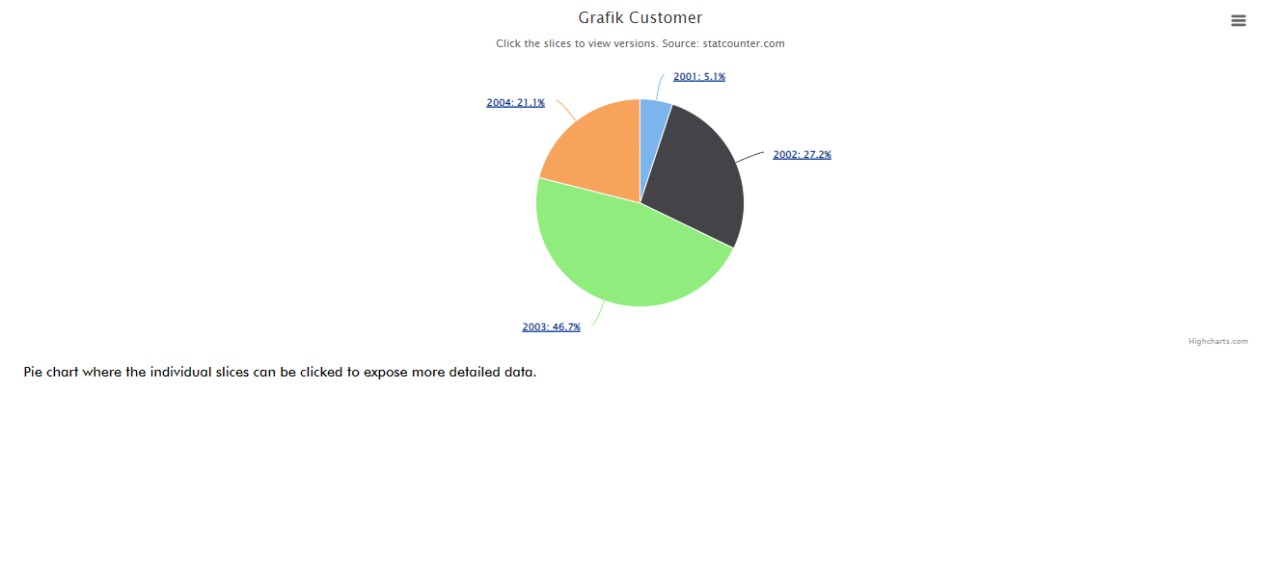 Grafik Customer
Click the slices to view versions. Source: statcounter.com
2001: 5.1%
2004: 21.1%
2002: 27.2%
2003: 46.7%
Highcharts.com
Pie chart where the individual slices can be clicked to expose more detailed data.